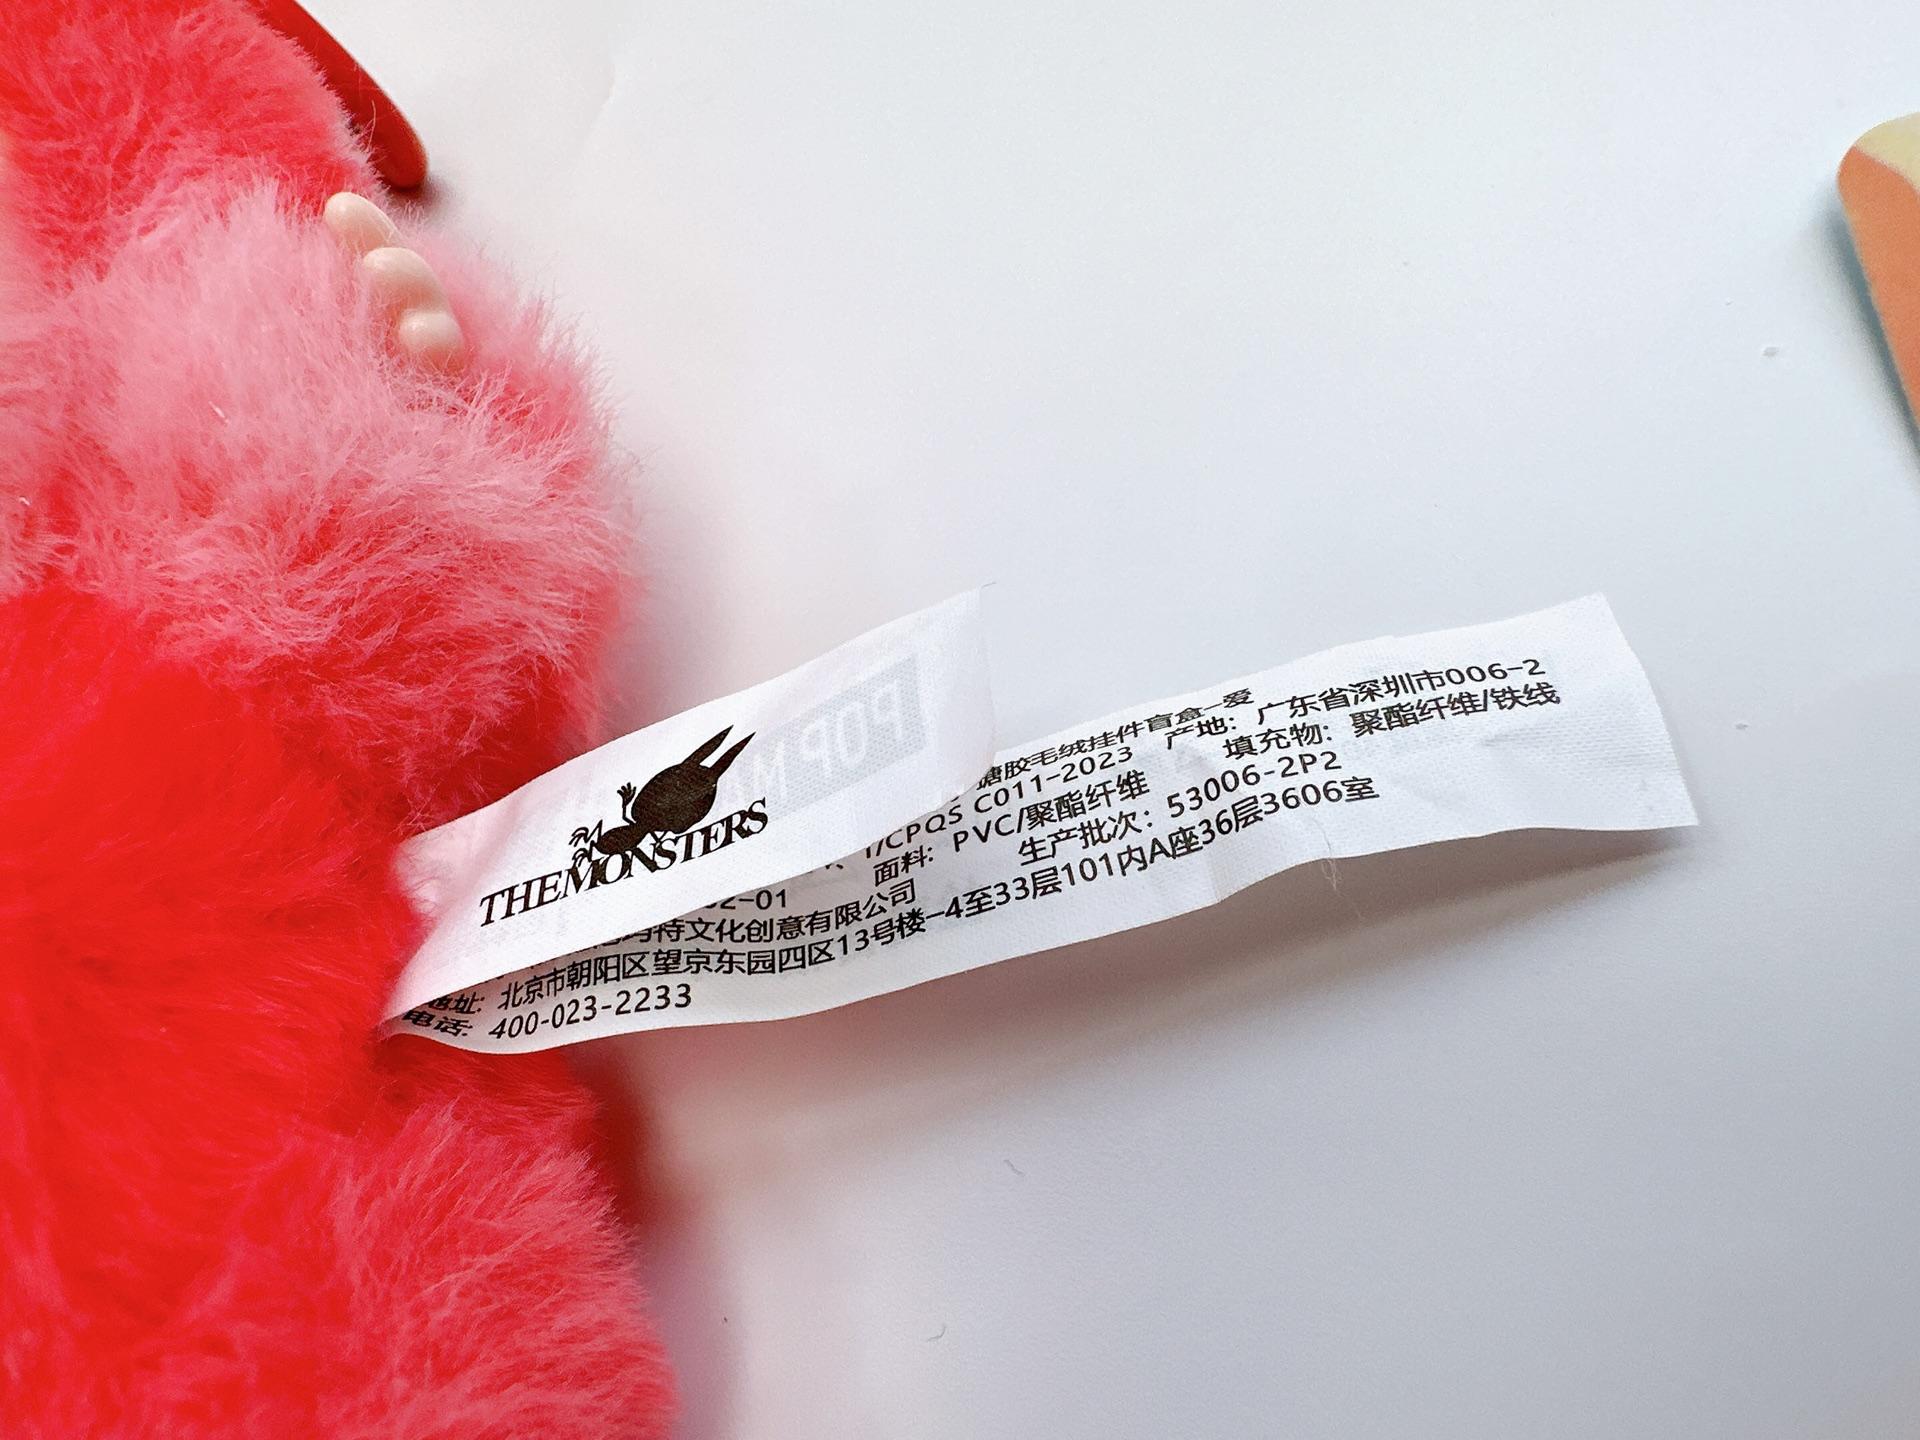 THEMONSTERS
POP M
搪胶毛绒挂件盲盒-爱
T/CPQS C011-2023 产地：广东省深圳市006-2
面料：PVC/聚酯纤维 填充物：聚酯纤维/铁线
02-01 生产批次：53006-2P2
玛特文化创意有限公司
地址：北京市朝阳区望京东园四区13号楼-4至33层101内A座36层3606室
电话：400-023-2233